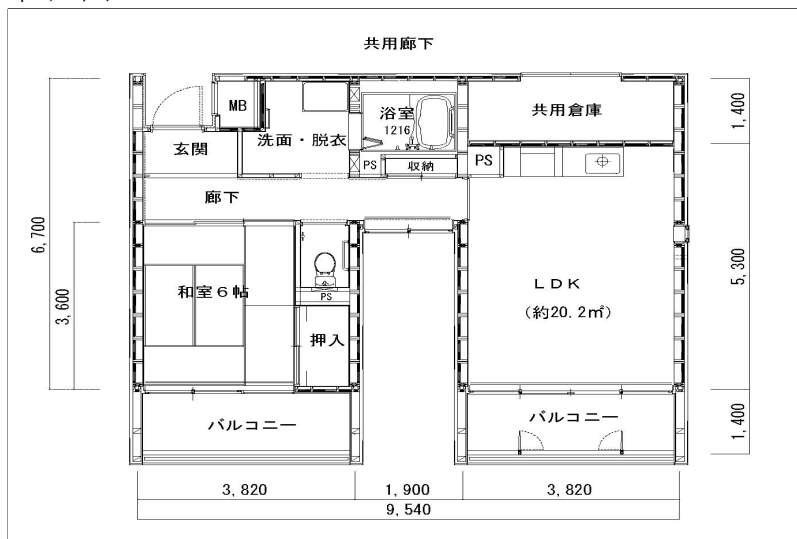 共用廊下
MB
浴室
1216
共用倉庫
1,400
玄関
洗面・脱衣
PS
収納
PS
廊下
6,700
3,600
5,300
LDK
(約20.2㎡)
和室6帖
PS
押入
バルコニー
バルコニー
1,400
3,820
1,900
3,820
9,540